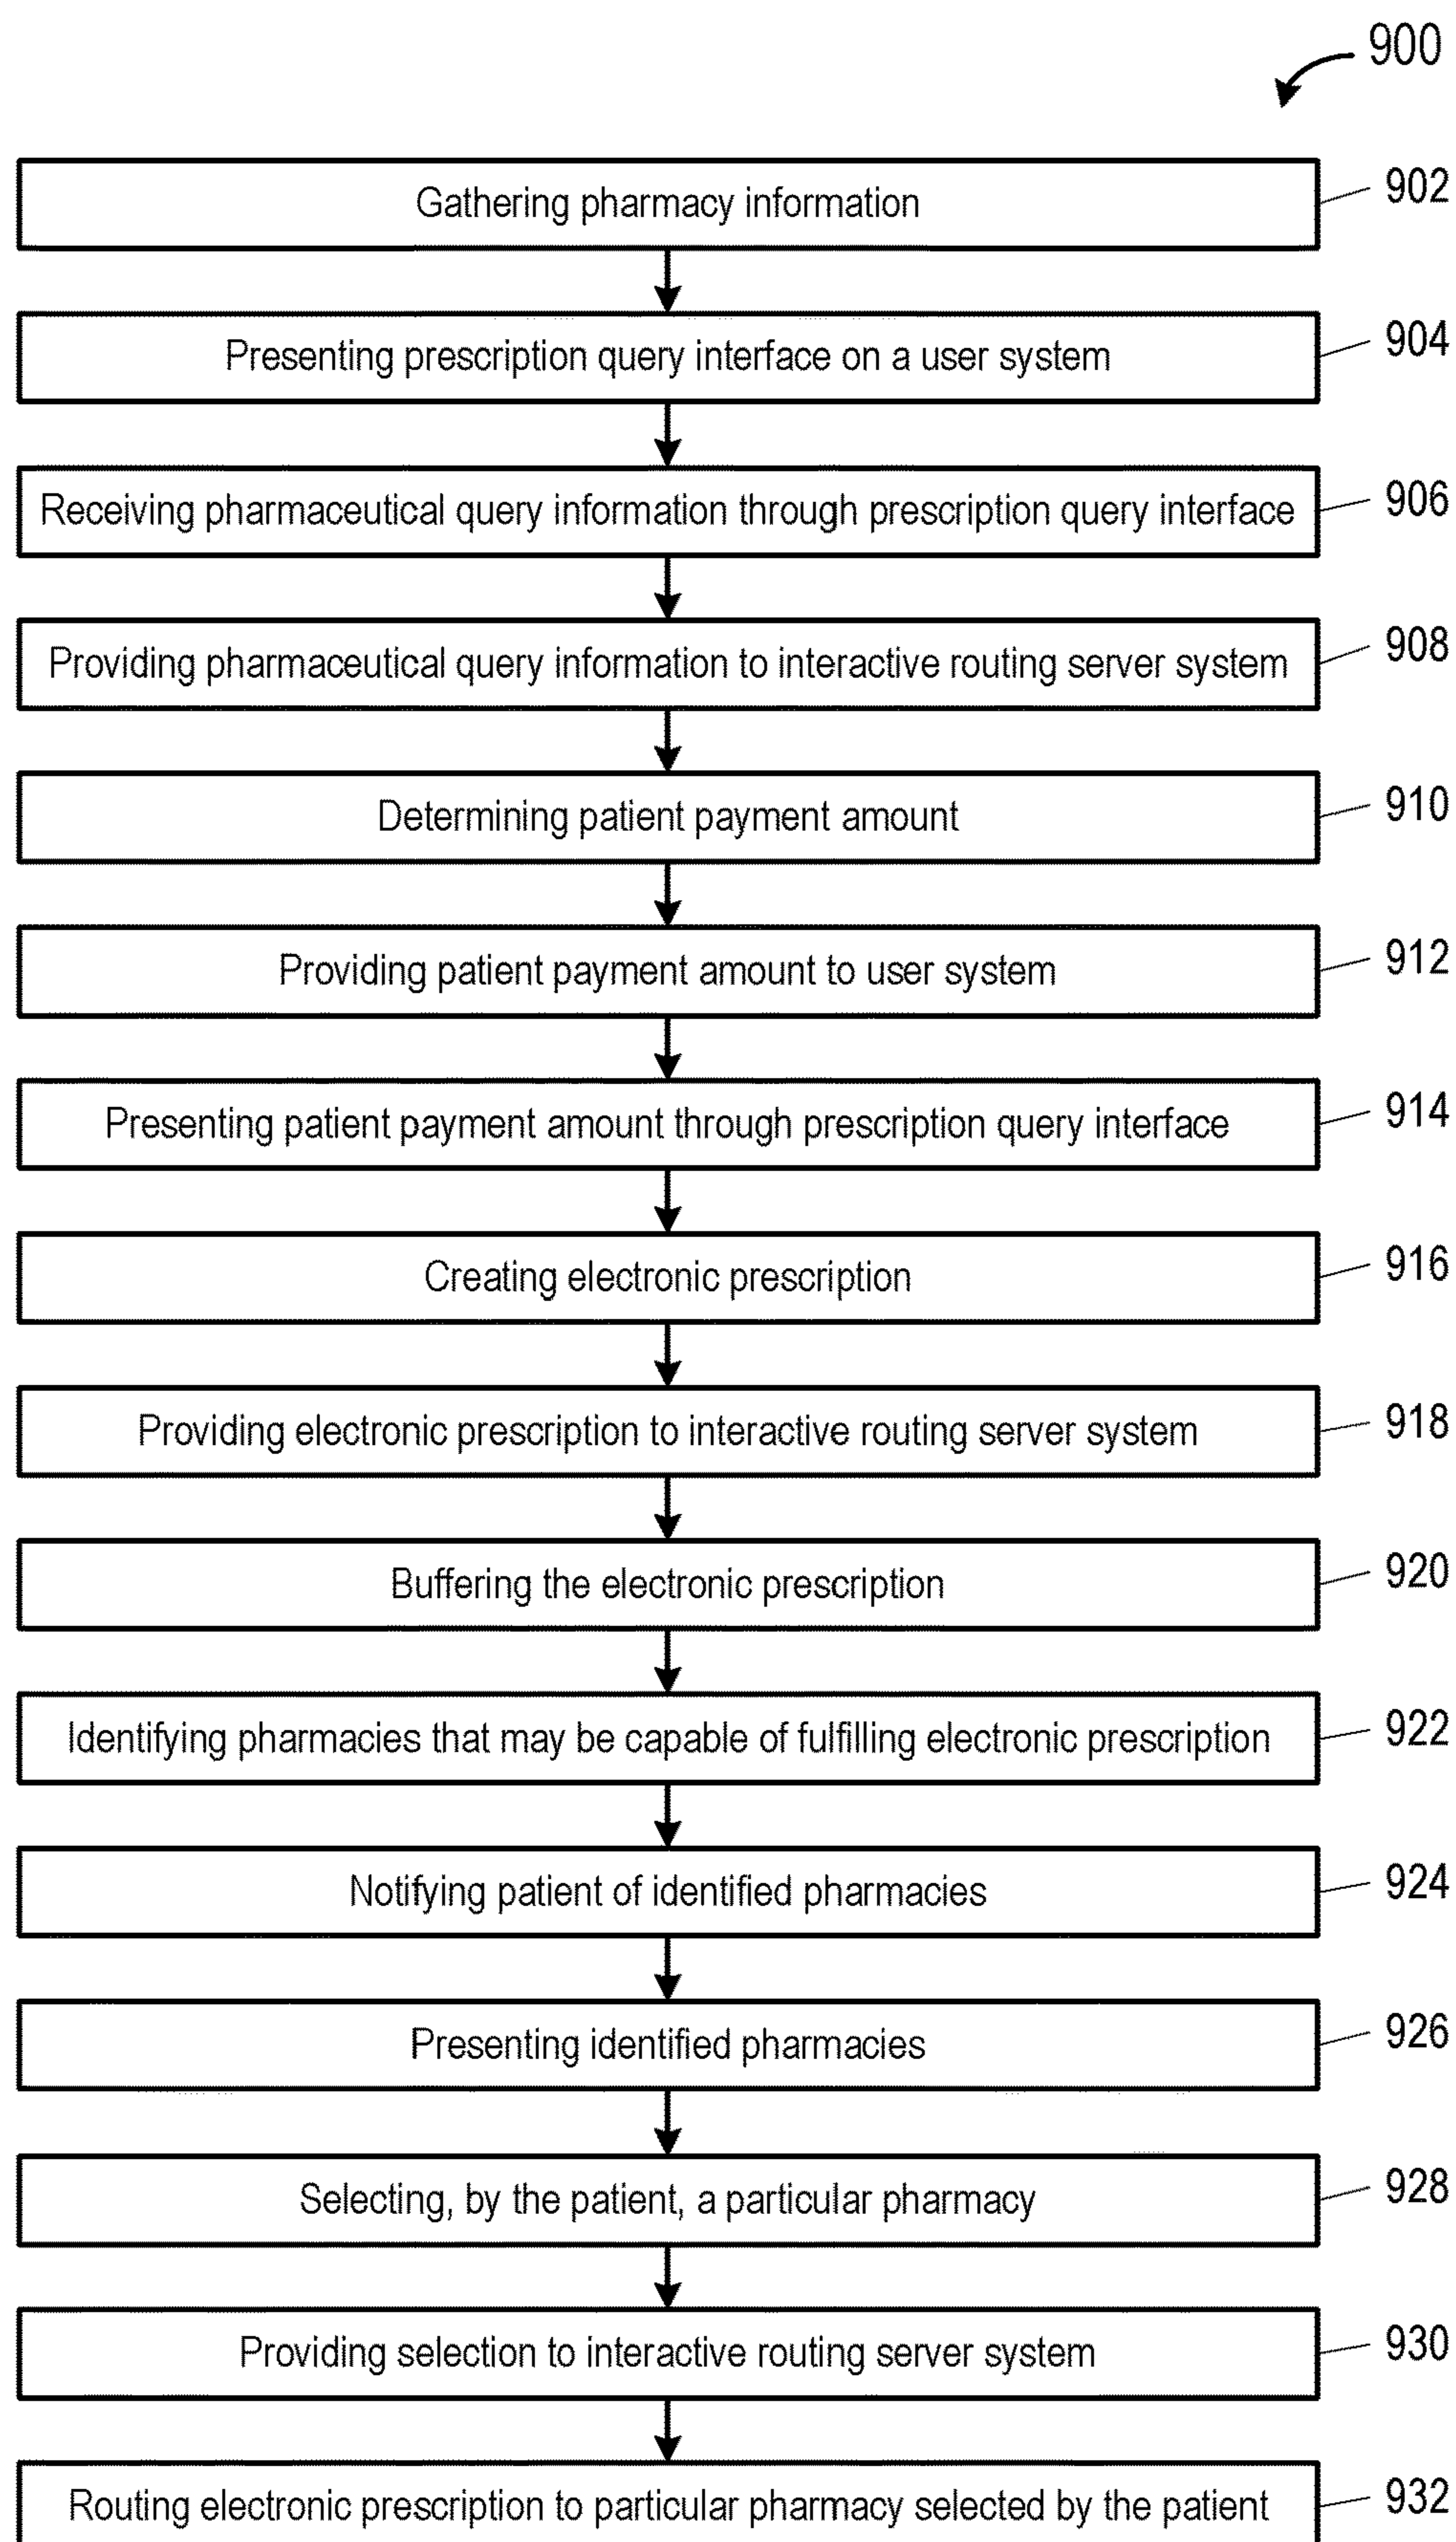 900
Gathering pharmacy information 902
Presenting prescription query interface on a user system 904
Receiving pharmaceutical query information through prescription query interface 906
Providing pharmaceutical query information to interactive routing server system 908
Determining patient payment amount 910
Providing patient payment amount to user system 912
Presenting patient payment amount through prescription query interface 914
Creating electronic prescription 916
Providing electronic prescription to interactive routing server system 918
Buffering the electronic prescription 920
Identifying pharmacies that may be capable of fulfilling electronic prescription 922
Notifying patient of identified pharmacies 924
Presenting identified pharmacies 926
Selecting, by the patient, a particular pharmacy 928
Providing selection to interactive routing server system 930
Routing electronic prescription to particular pharmacy selected by the patient 932